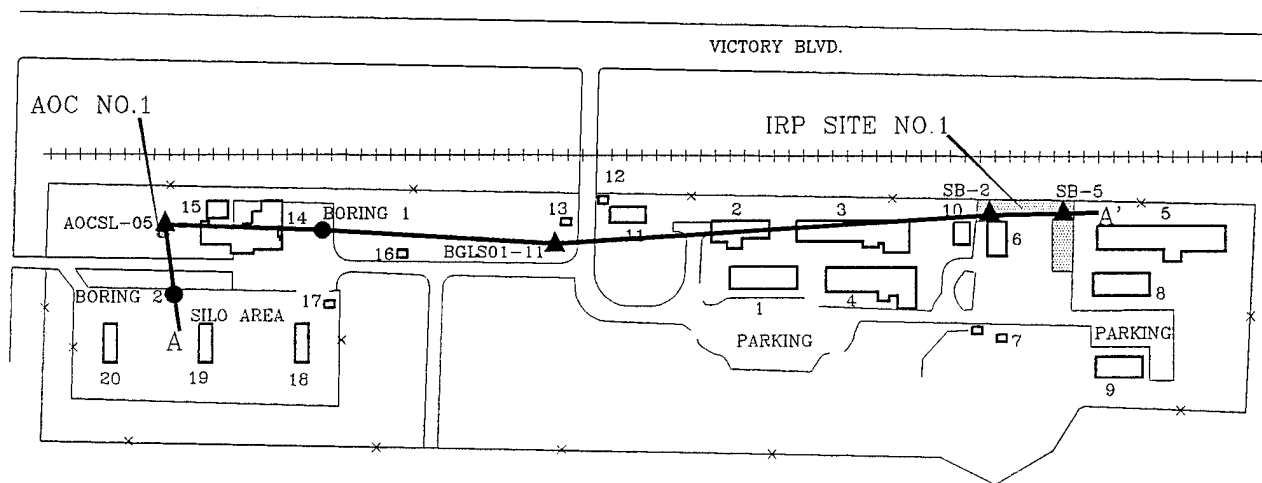 VICTORY BLVD.
AOC NO.1
IRP SITE NO.1
12
SB-2
SB-5
15
AOCSL-05
14
BORING 1
13
11
2
3
10
6
A'
5
16
BGLS01-11
BORING 2
17
SILO AREA
1
4
8
A
PARKING
7
PARKING
20
19
18
9